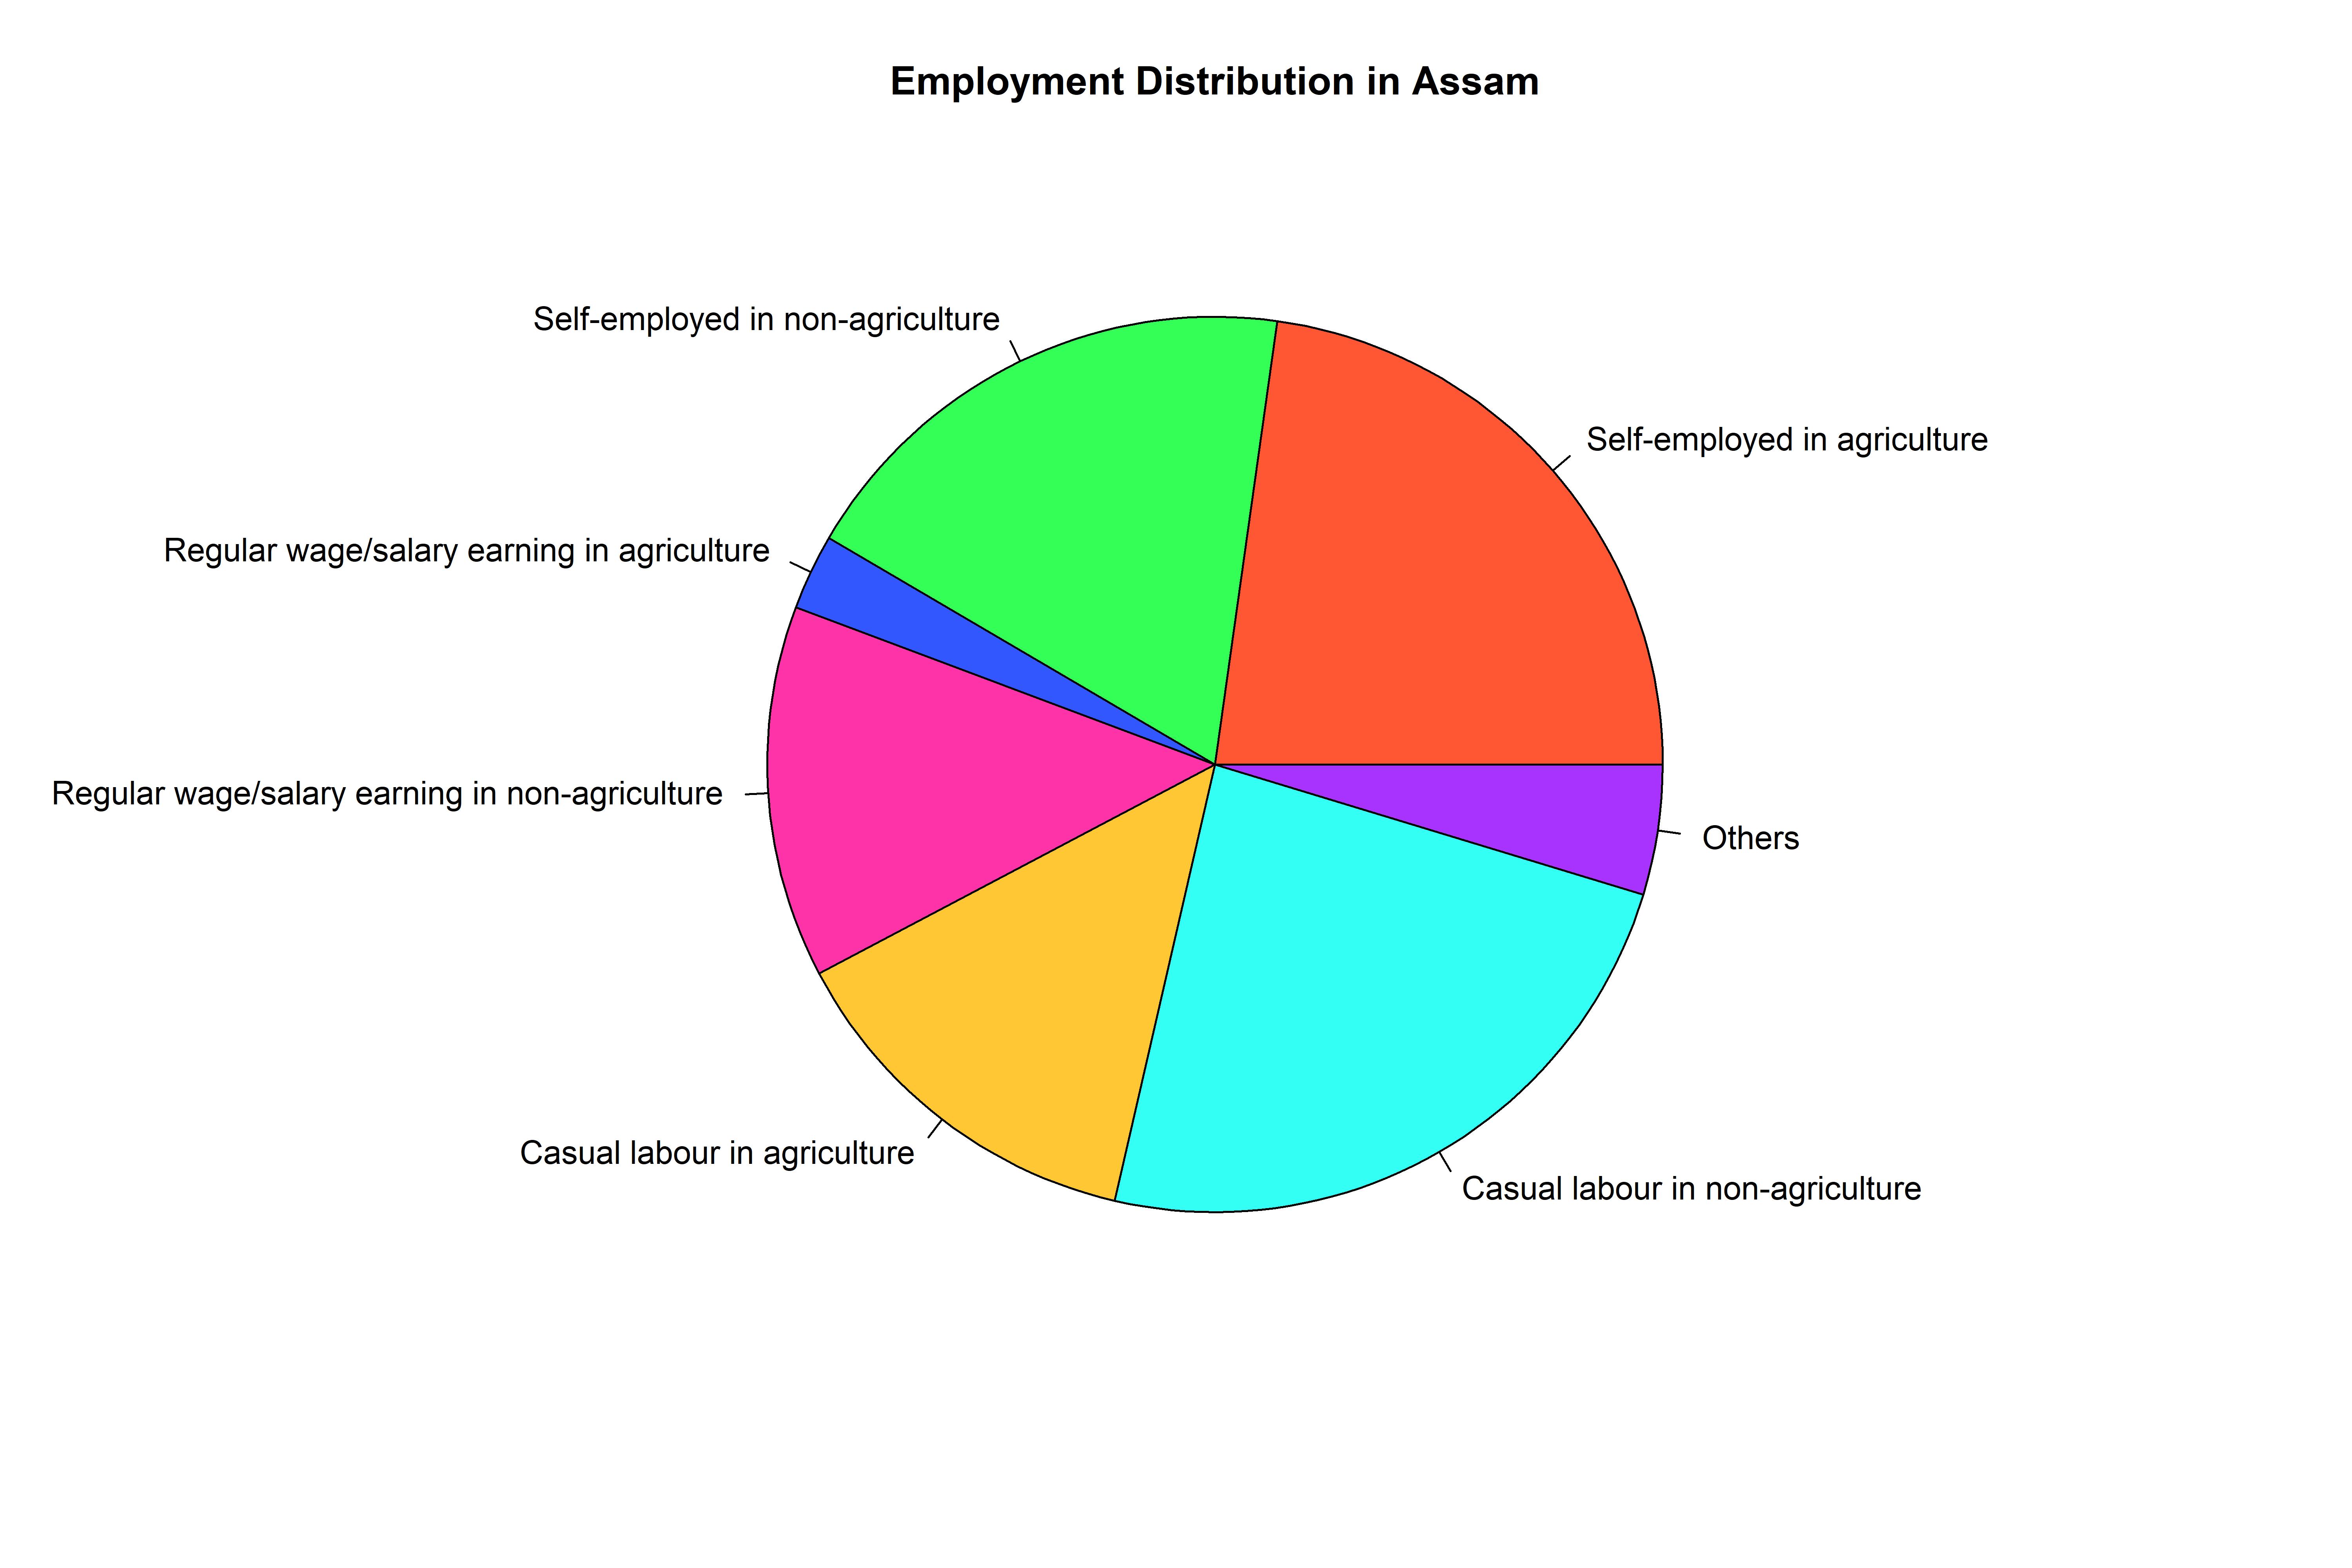 Employment Distribution in Assam
Self-employed in non-agriculture
Self-employed in agriculture
Regular wage/salary earning in agriculture
Regular wage/salary earning in non-agriculture
Others
Casual labour in agriculture
Casual labour in non-agriculture